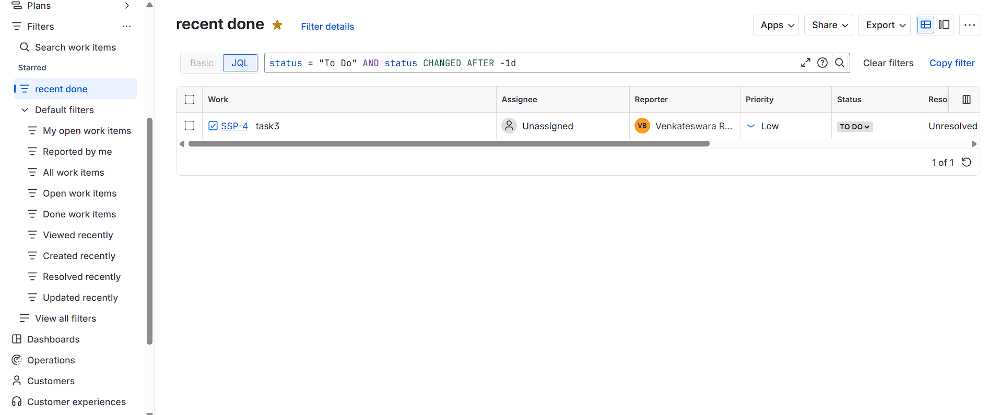 Plans
Filters
Search work items
Starred
recent done
Default filters
My open work items
Reported by me
All work items
Open work items
Done work items
Viewed recently
Created recently
Resolved recently
Updated recently
View all filters
Dashboards
Operations
Customers
Customer experiences
recent done Filter details Apps Share Export
Basic JQL status = "To Do" AND status CHANGED AFTER -1d Clear filters Copy filter
Work Assignee Reporter Priority Status Resol
SSP-4 task3 Unassigned VB Venkateswara R... Low TO DO Unresolved
1 of 1